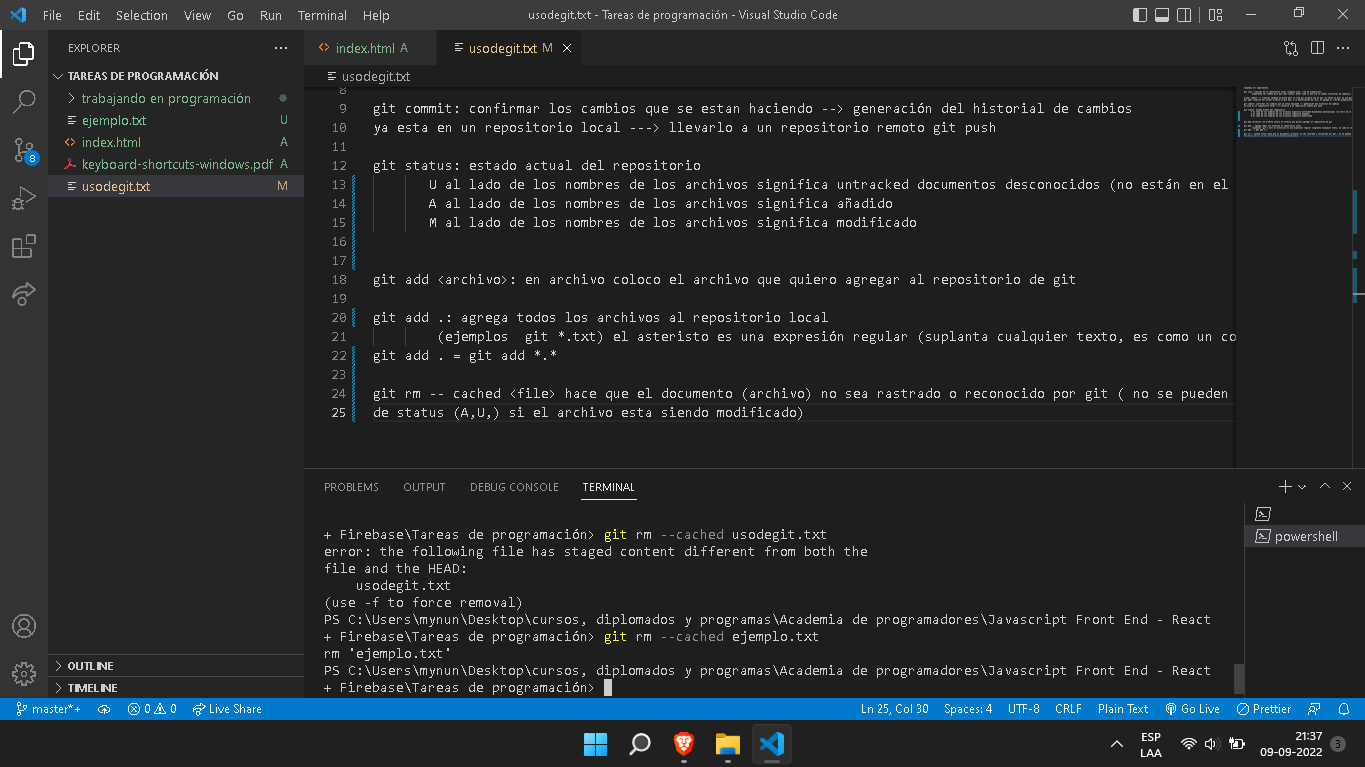 File Edit Selection View Go Run Terminal Help
usodegit.txt - Tareas de programación - Visual Studio Code
EXPLORER
TAREAS DE PROGRAMACIÓN
trabajando en programación
ejemplo.txt U
index.html A
keyboard-shortcuts-windows.pdf A
usodegit.txt M
8
OUTLINE
TIMELINE
index.html A
usodegit.txt M
usodegit.txt
8
9 git commit: confirmar los cambios que se estan haciendo --> generación del historial de cambios
10 ya esta en un repositorio local ---> llevarlo a un repositorio remoto git push
11
12 git status: estado actual del repositorio
13 U al lado de los nombres de los archivos significa untracked documentos desconocidos (no están en el
14 A al lado de los nombres de los archivos significa añadido
15 M al lado de los nombres de los archivos significa modificado
16
17
18 git add <archivo>: en archivo coloco el archivo que quiero agregar al repositorio de git
19
20 git add .: agrega todos los archivos al repositorio local
21 (ejemplos  git *.txt) el asteristo es una expresión regular (suplanta cualquier texto, es como un co
22 git add . = git add *.*
23
24 git rm -- cached <file> hace que el documento (archivo) no sea rastrado o reconocido por git ( no se pueden
25 de status (A,U,) si el archivo esta siendo modificado)
PROBLEMS OUTPUT DEBUG CONSOLE TERMINAL
+ Firebase\Tareas de programación> git rm --cached usodegit.txt
error: the following file has staged content different from both the
file and the HEAD:
usodegit.txt
(use -f to force removal)
PS C:\Users\mynun\Desktop\cursos, diplomados y programas\Academia de programadores\Javascript Front End - React
+ Firebase\Tareas de programación> git rm --cached ejemplo.txt
rm 'ejemplo.txt'
PS C:\Users\mynun\Desktop\cursos, diplomados y programas\Academia de programadores\Javascript Front End - React
+ Firebase\Tareas de programación>
powershell
master*+ 0 0 Live Share
Ln 25, Col 30 Spaces: 4 UTF-8 CRLF Plain Text Go Live Prettier
ESP
LAA
21:37
09-09-2022
3